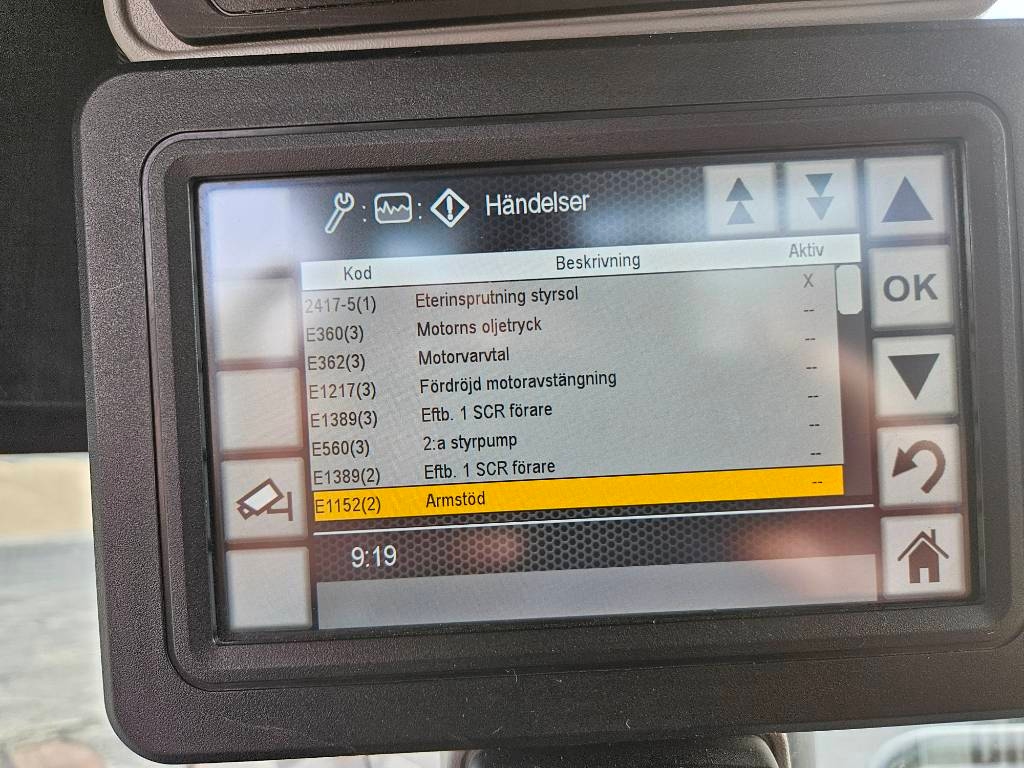 Händelser
Kod Beskrivning Aktiv
2417-5(1) Eterinsprutning styrsol X
E360(3) Motorns oljetryck --
E362(3) Motorvarvtal --
E1217(3) Fördröjd motoravstängning --
E1389(3) Eftb. 1 SCR förare --
E560(3) 2:a styrpump --
E1389(2) Eftb. 1 SCR förare --
E1152(2) Armstöd --
9:19
OK